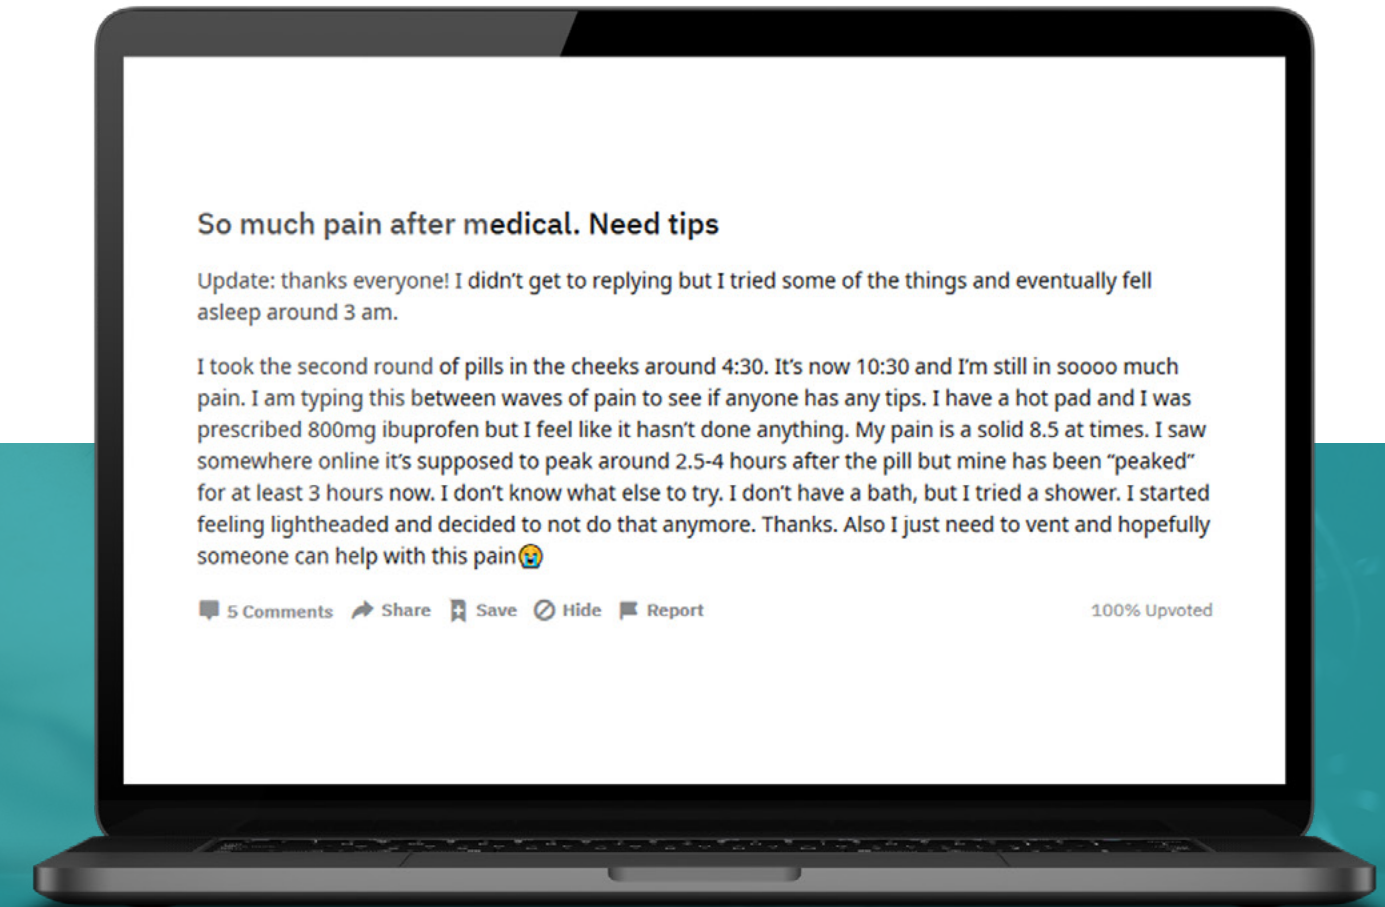 So much pain after medical. Need tips
Update: thanks everyone! I didn’t get to replying but I tried some of the things and eventually fell
asleep around 3 am.
I took the second round of pills in the cheeks around 4:30. It’s now 10:30 and I’m still in soooo much
pain. I am typing this between waves of pain to see if anyone has any tips. I have a hot pad and I was
prescribed 800mg ibuprofen but I feel like it hasn’t done anything. My pain is a solid 8.5 at times. I saw
somewhere online it’s supposed to peak around 2.5-4 hours after the pill but mine has been “peaked”
for at least 3 hours now. I don’t know what else to try. I don’t have a bath, but I tried a shower. I started
feeling lightheaded and decided to not do that anymore. Thanks. Also I just need to vent and hopefully
someone can help with this pain😭
5 Comments Share Save Hide Report 100% Upvoted